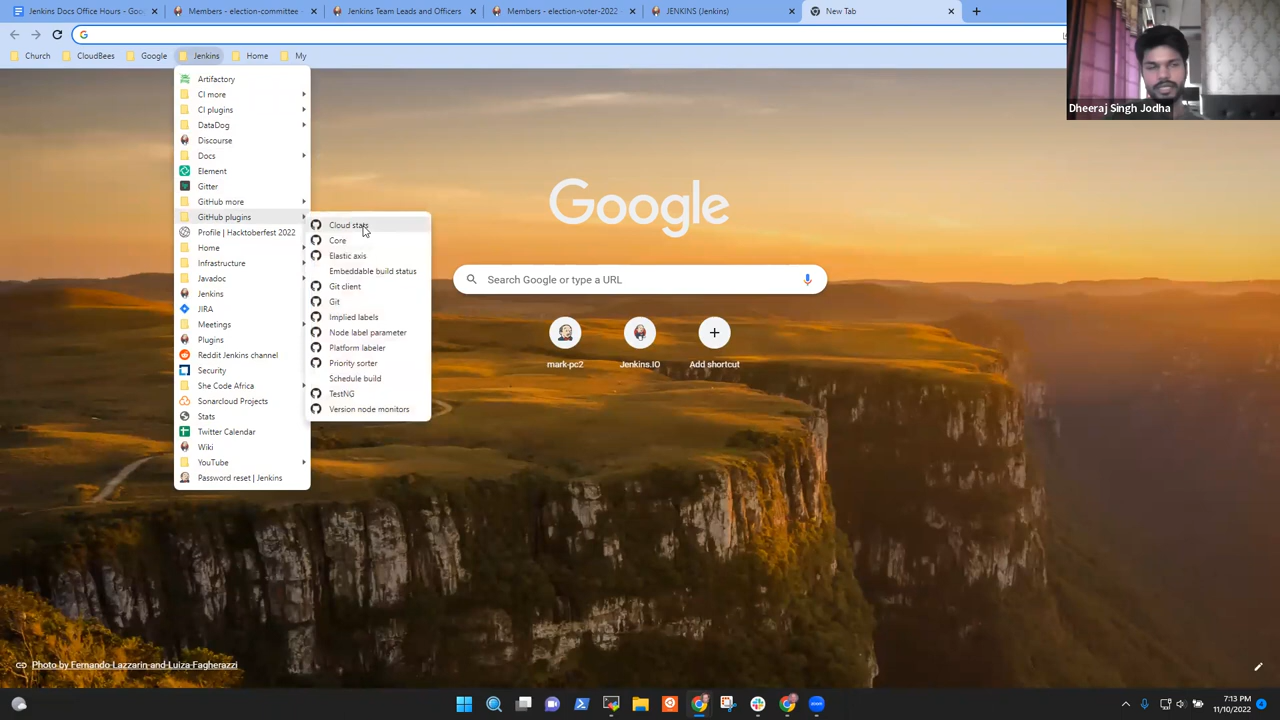 Jenkins Docs Office Hours - Goo
Members - election-committee
Jenkins Team Leads and Officers
Members - election-voter-2022
JENKINS (Jenkins)
New Tab
Church
CloudBees
Google
Jenkins
Home
My
Dheeraj Singh Jodha
Artifactory
CI more
CI plugins
DataDog
Discourse
Docs
Element
Gitter
GitHub more
GitHub plugins
Profile | Hacktoberfest 2022
Home
Infrastructure
Javadoc
Jenkins
JIRA
Meetings
Plugins
Reddit Jenkins channel
Security
She Code Africa
Sonarcloud Projects
Stats
Twitter Calendar
Wiki
YouTube
Password reset | Jenkins
Cloud stats
Core
Elastic axis
Embeddable build status
Git client
Git
Implied labels
Node label parameter
Platform labeler
Priority sorter
Schedule build
TestNG
Version node monitors
Google
Search Google or type a URL
mark-pc2
Jenkins.IO
Add shortcut
Photo by Fernando-Lazzarin-and-Luiza-Fagherazzi
7:13 PM
11/10/2022